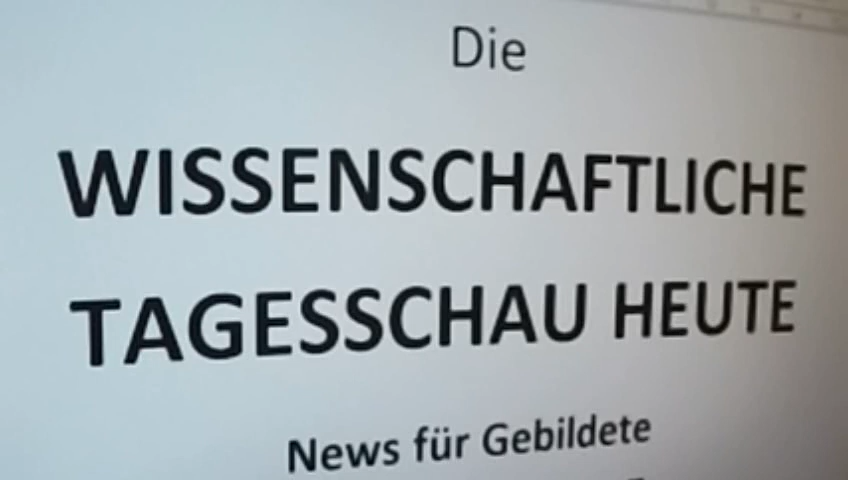 Die
WISSENSCHAFTLICHE
TAGESSCHAU HEUTE
News für Gebildete